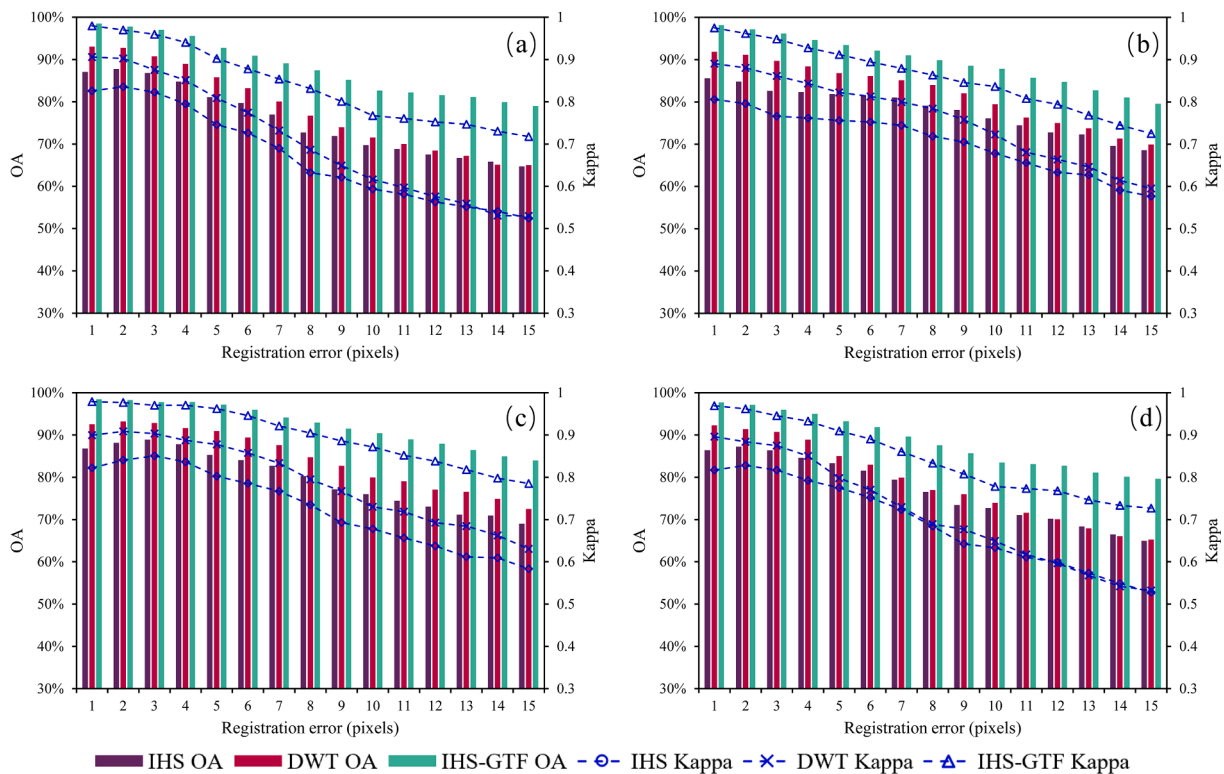 100% 1 100% 1
(a) (b)
90% 0.9 90% 0.9
80% 0.8 80% 0.8
70% 0.7 70% 0.7
OA Kappa OA Kappa
60% 0.6 60% 0.6
50% 0.5 50% 0.5
40% 0.4 40% 0.4
30% 0.3 30% 0.3
1 2 3 4 5 6 7 8 9 10 11 12 13 14 15 1 2 3 4 5 6 7 8 9 10 11 12 13 14 15
Registration error (pixels) Registration error (pixels)
100% 1 100% 1
(c) (d)
90% 0.9 90% 0.9
80% 0.8 80% 0.8
70% 0.7 70% 0.7
OA Kappa OA Kappa
60% 0.6 60% 0.6
50% 0.5 50% 0.5
40% 0.4 40% 0.4
30% 0.3 30% 0.3
1 2 3 4 5 6 7 8 9 10 11 12 13 14 15 1 2 3 4 5 6 7 8 9 10 11 12 13 14 15
Registration error (pixels) Registration error (pixels)
IHS OA DWT OA IHS-GTF OA IHS Kappa DWT Kappa IHS-GTF Kappa